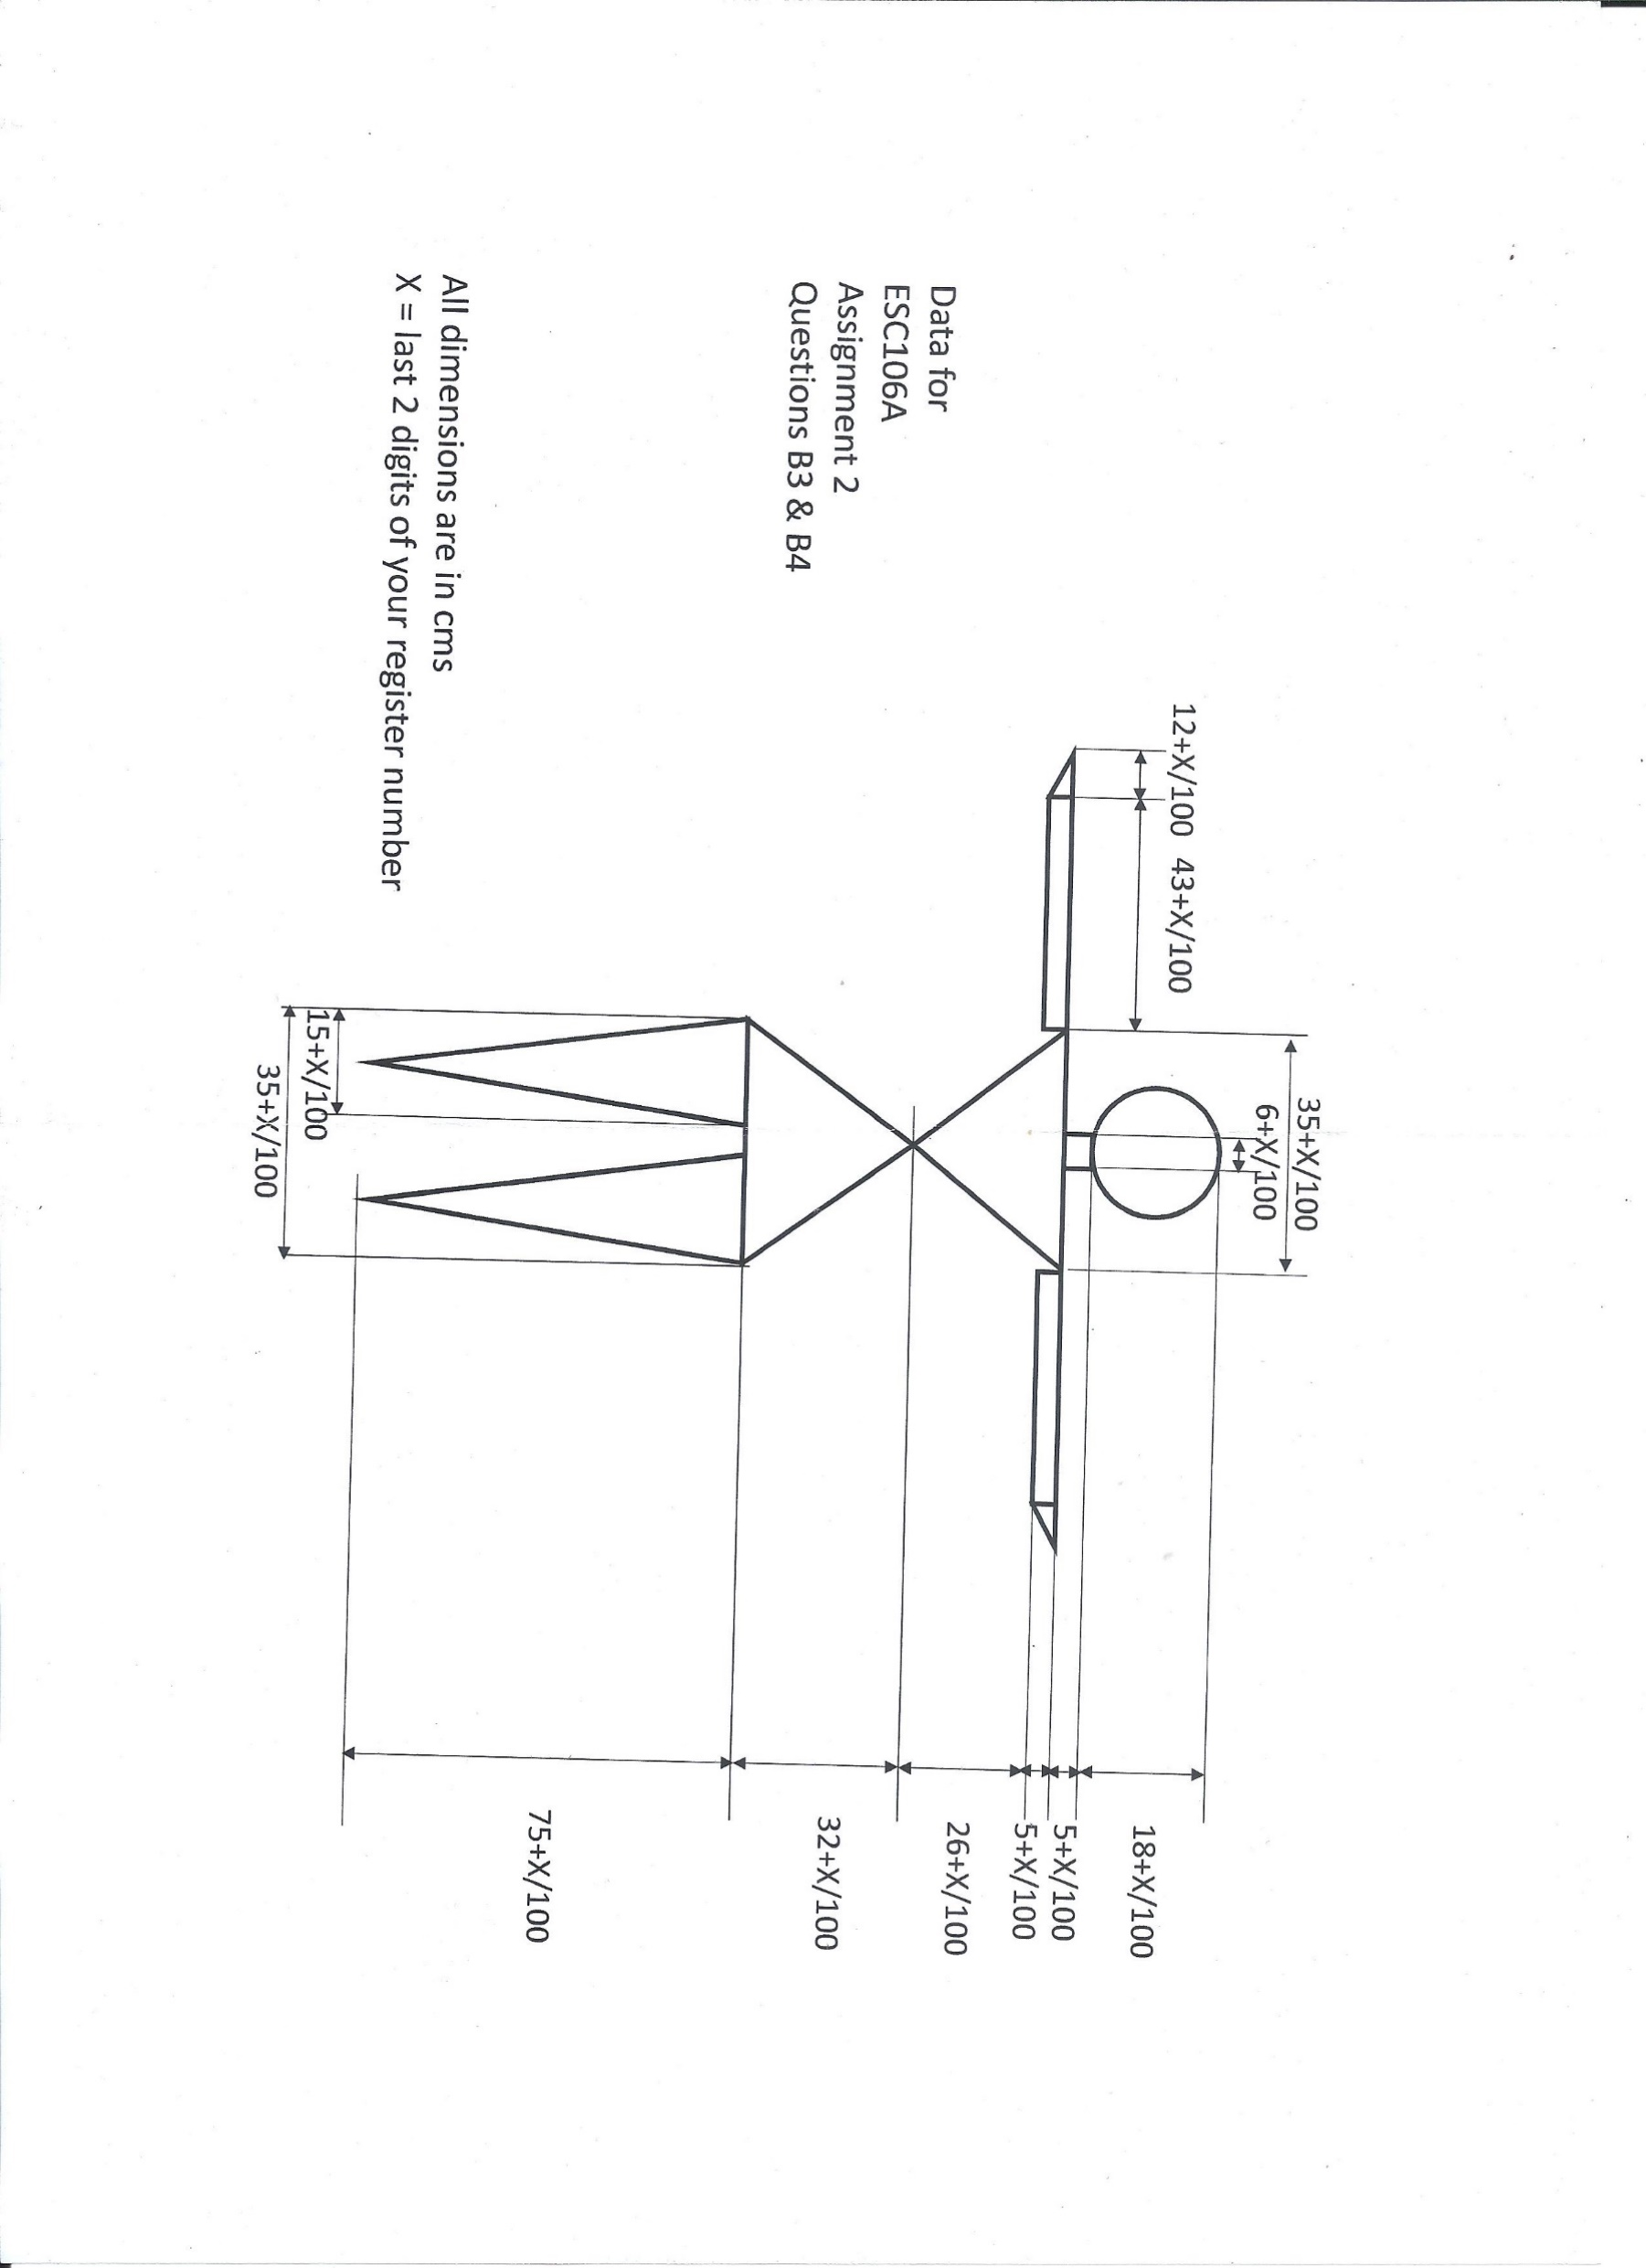 12+X/100 43+X/100
35+X/100
6+X/100
Data for
ESC106A
Assignment 2
Questions B3 & B4
18+X/100
5+X/100
5+X/100
26+X/100
32+X/100
75+X/100
15+X/100
35+X/100
All dimensions are in cms
X = last 2 digits of your register number